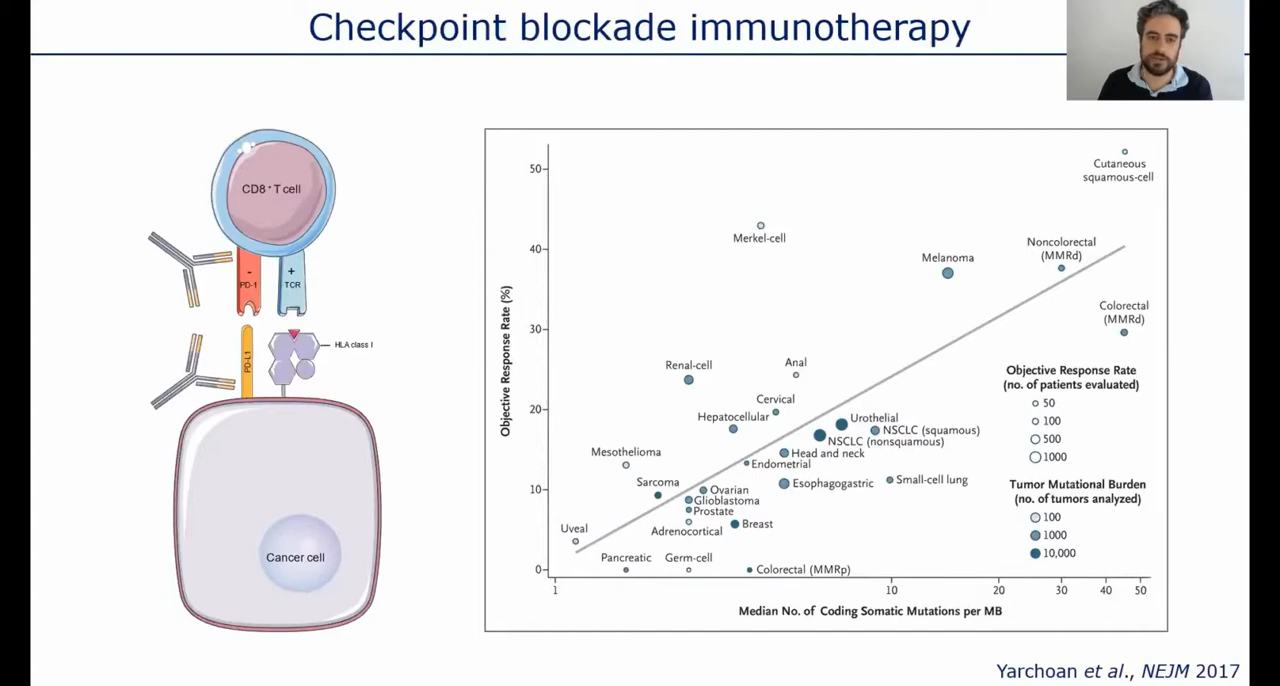 Checkpoint blockade immunotherapy
CD8+ T cell
-
PD-1
+
TCR
PD-L1
HLA class I
Cancer cell
Objective Response Rate (%)
50
40
30
20
10
0
Cutaneous
squamous-cell
Merkel-cell
Noncolorectal
(MMRd)
Melanoma
Colorectal
(MMRd)
Renal-cell
Anal
Cervical
Hepatocellular
Urothelial
NSCLC (squamous)
NSCLC (nonsquamous)
Mesothelioma
Head and neck
Endometrial
Sarcoma
Esophagogastric
Small-cell lung
Ovarian
Glioblastoma
Prostate
Adrenocortical
Breast
Uveal
Pancreatic
Germ-cell
Colorectal (MMRp)
Objective Response Rate
(no. of patients evaluated)
50
100
500
1000
Tumor Mutational Burden
(no. of tumors analyzed)
100
1000
10,000
1
10
20
30
40
50
Median No. of Coding Somatic Mutations per MB
Yarchoan et al., NEJM 2017